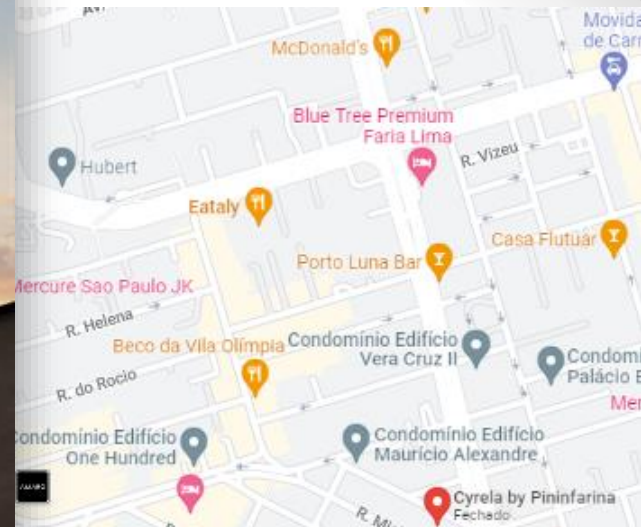 Movida
de Carr
McDonald's
Blue Tree Premium
Faria Lima
R. Vizeu
Hubert
Eataly
Casa Flutuar
Porto Luna Bar
Mercure Sao Paulo JK
R. Helena
Beco da Vila Olímpia
Condomínio Edifício
Vera Cruz II
Condomí
Palácio E
R. do Rocio
Mer
Condomínio Edifício
One Hundred
Condomínio Edifício
Maurício Alexandre
AMARO
Cyrela by Pininfarina
Fechado